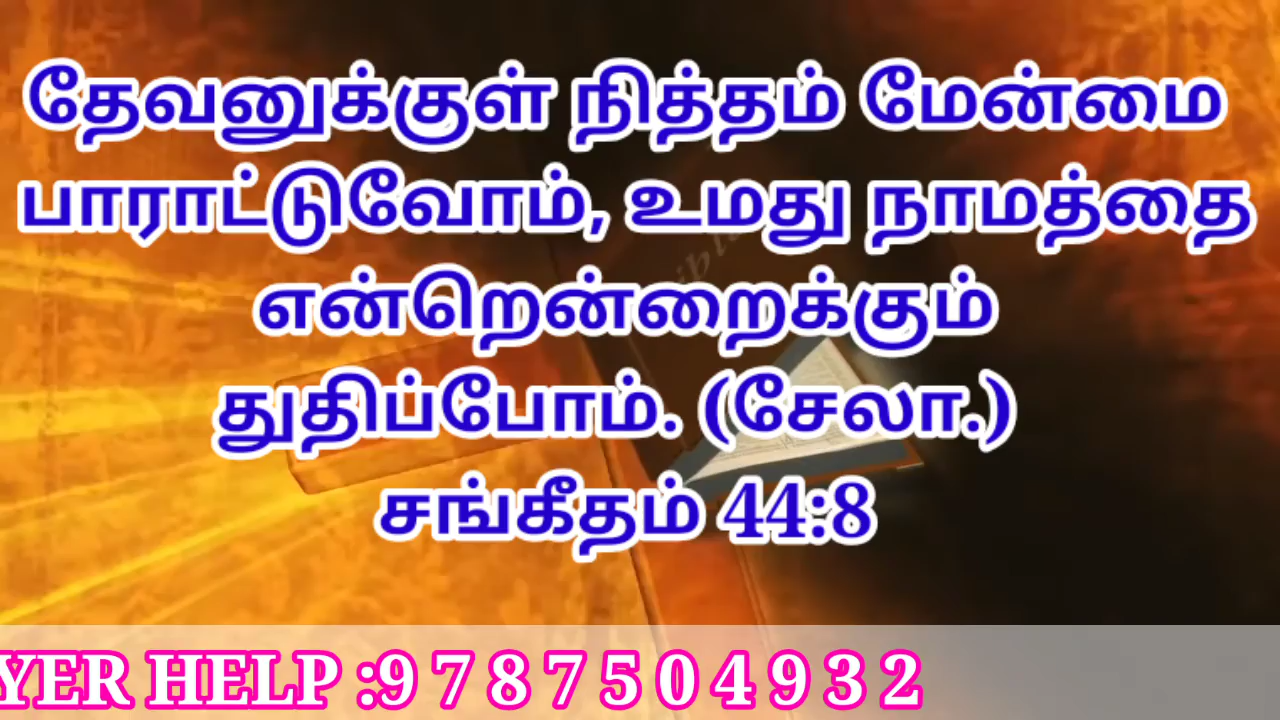 தேவனுக்குள் நித்தம் மேன்மை
பாராட்டுவோம், உமது நாமத்தை
என்றென்றைக்கும்
துதிப்போம். (சேலா.)
சங்கீதம் 44:8
YER HELP :9 7 8 7 5 0 4 9 3 2